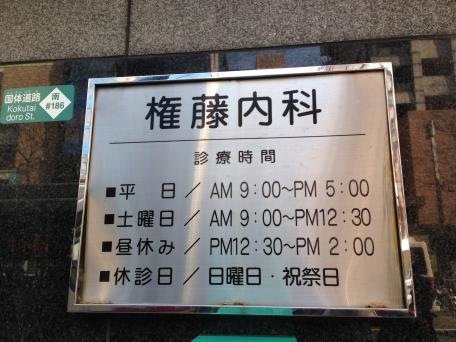 国体道路
Kokutai
doro St.
南
#186
権藤内科
診療時間
■平　日／AM 9:00〜PM 5:00
■土曜日／AM 9:00〜PM12:30
■昼休み／PM12:30〜PM 2:00
■休診日／日曜日・祝祭日